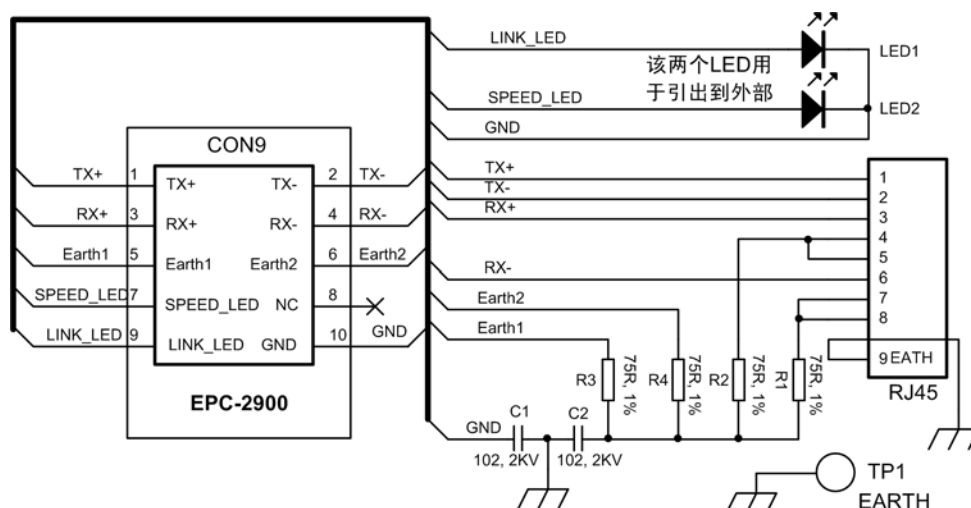 LINK_LED
LED1
该两个LED用
于引出到外部
SPEED_LED
LED2
GND
CON9
TX+ 1 TX+ TX- 2 TX-
RX+ 3 RX+ RX- 4 RX-
Earth1 5 Earth1 Earth2 6 Earth2
SPEED_LED 7 SPEED_LED NC 8
LINK_LED 9 LINK_LED GND 10 GND
EPC-2900
TX+ 1
TX- 2
RX+ 3
4
5
RX- 6
Earth2 7
8
Earth1
9 EATH
RJ45
R3 75R, 1%
R4 75R, 1%
R2 75R, 1%
R1 75R, 1%
GND
C1
C2
102, 2KV
102, 2KV
TP1
EARTH